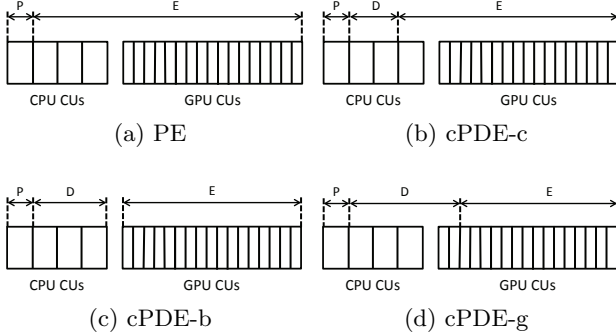 P E
CPU CUs GPU CUs
(a) PE
P D E
CPU CUs GPU CUs
(b) cPDE-c
P D E
CPU CUs GPU CUs
(c) cPDE-b
P D E
CPU CUs GPU CUs
(d) cPDE-g